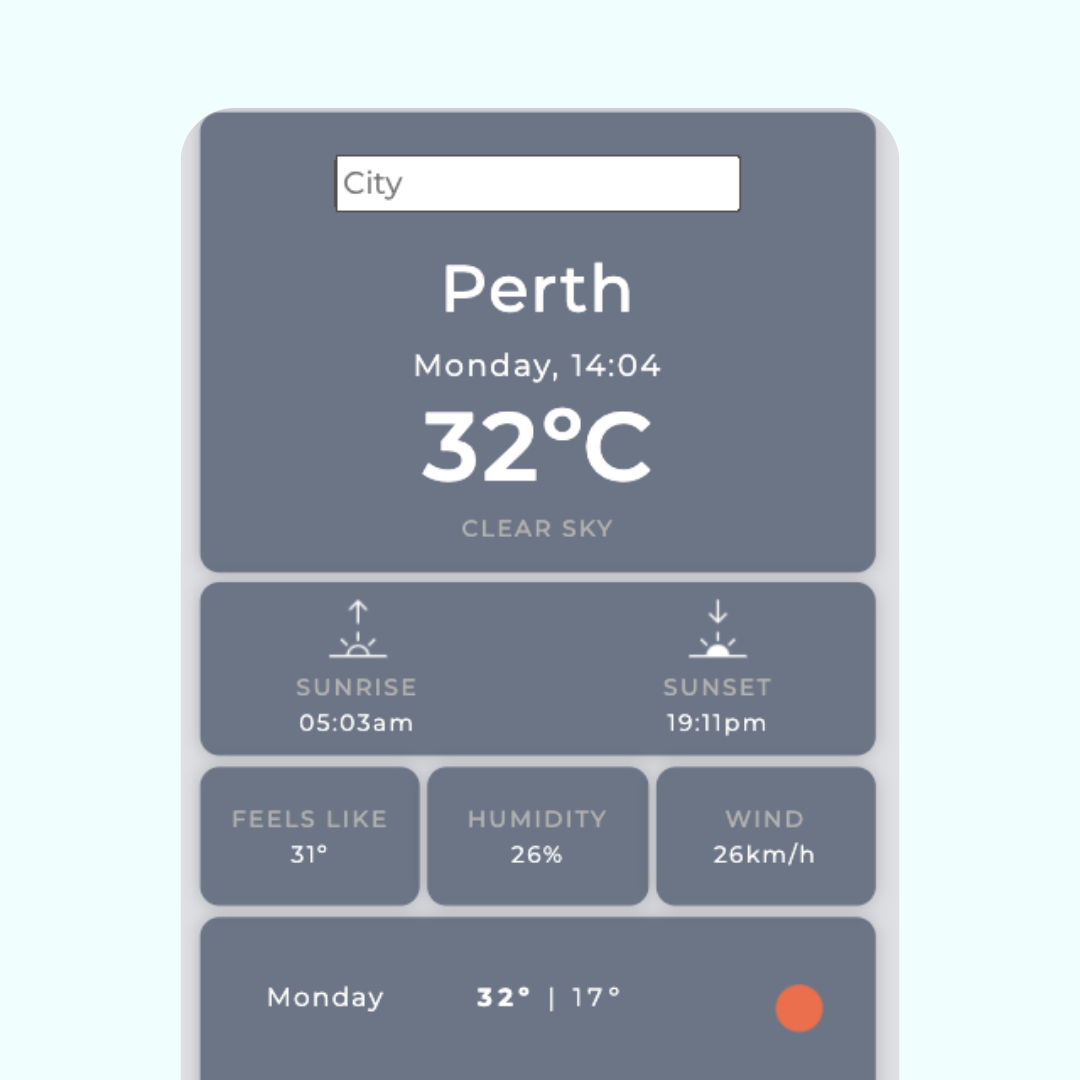 City
Perth
Monday, 14:04
32°C
CLEAR SKY
SUNRISE SUNSET
05:03am 19:11pm
FEELS LIKE HUMIDITY WIND
31° 26% 26km/h
Monday 32° | 17°